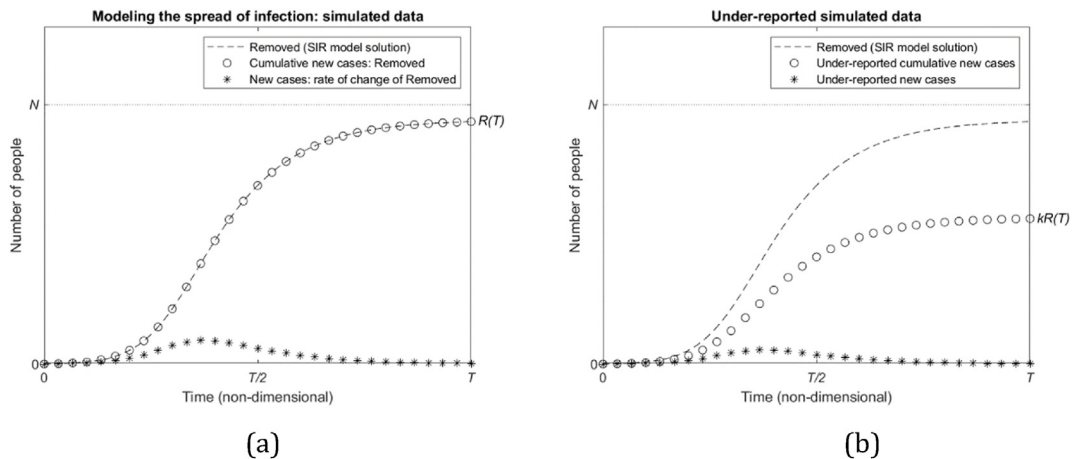 Modeling the spread of infection: simulated data
Removed (SIR model solution)
Cumulative new cases: Removed
New cases: rate of change of Removed
N
R(T)
Number of people
0
0
T/2
T
Time (non-dimensional)
(a)
Under-reported simulated data
Removed (SIR model solution)
Under-reported cumulative new cases
Under-reported new cases
N
kR(T)
Number of people
0
0
T/2
T
Time (non-dimensional)
(b)